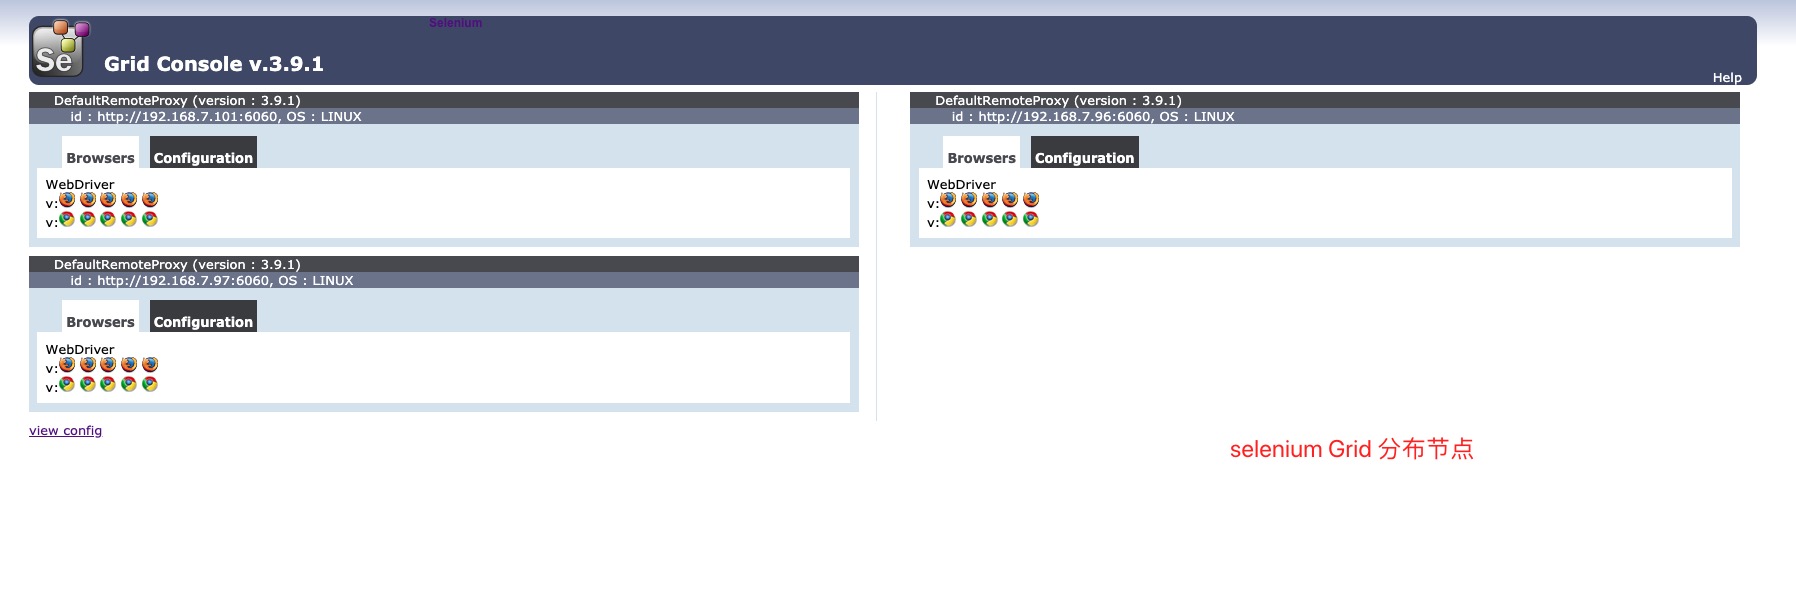 Selenium
Se
Grid Console v.3.9.1
Help
DefaultRemoteProxy (version : 3.9.1)
id : http://192.168.7.101:6060, OS : LINUX
Browsers Configuration
WebDriver
v:
v:
DefaultRemoteProxy (version : 3.9.1)
id : http://192.168.7.97:6060, OS : LINUX
Browsers Configuration
WebDriver
v:
v:
view config
DefaultRemoteProxy (version : 3.9.1)
id : http://192.168.7.96:6060, OS : LINUX
Browsers Configuration
WebDriver
v:
v:
selenium Grid 分布节点